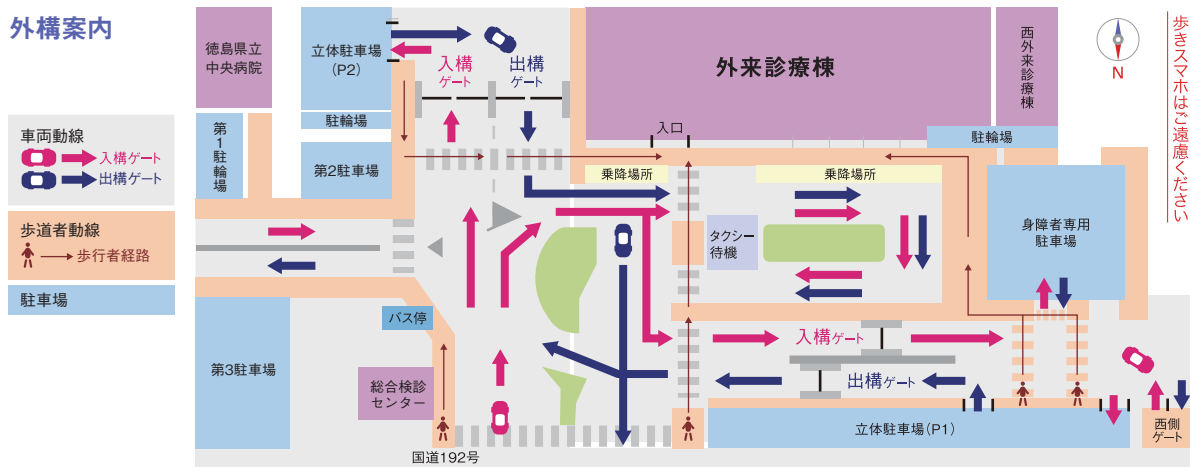 外構案内
車両動線
入構ゲート
出構ゲート
歩道者動線
歩行者経路
駐車場
徳島県立
中央病院
立体駐車場
(P2)
駐輪場
第1駐輪場
第2駐車場
入構
ゲート
出構
ゲート
外来診療棟
西外来診療棟
N
歩きスマホはご遠慮ください
入口
駐輪場
乗降場所
乗降場所
タクシー
待機
身障者専用
駐車場
バス停
第3駐車場
総合検診
センター
入構ゲート
出構ゲート
立体駐車場(P1)
西側
ゲート
国道192号